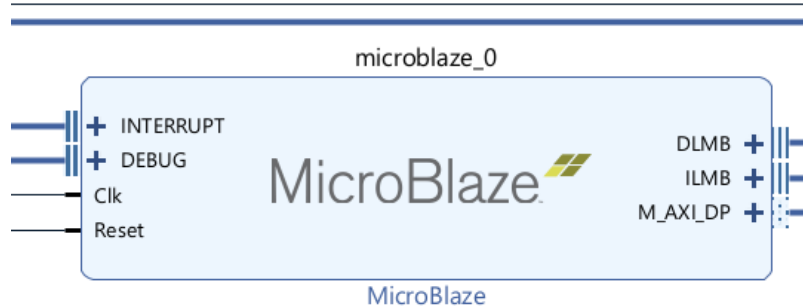 microblaze_0
INTERRUPT
DEBUG
Clk
Reset
MicroBlaze
DLMB
ILMB
M_AXI_DP
MicroBlaze